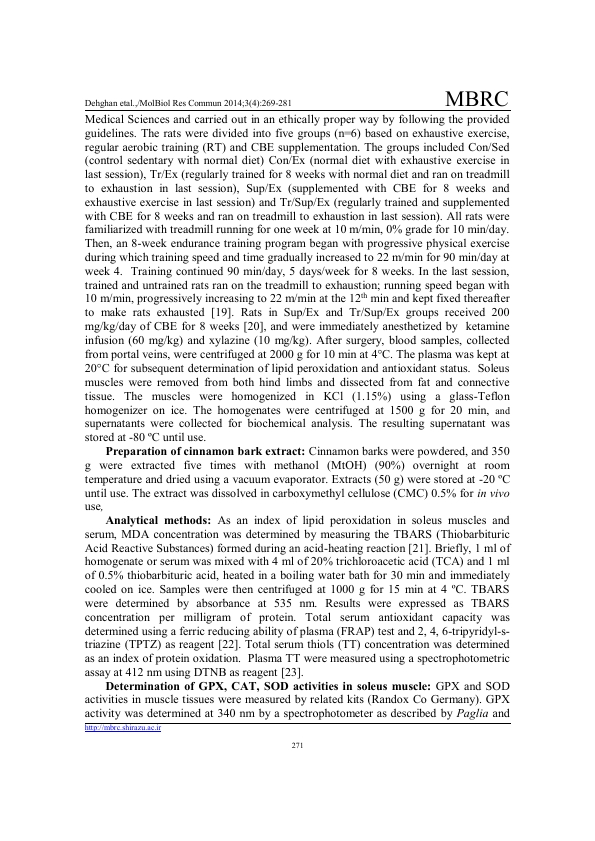 Dehghan etal.,/MolBiol Res Commun 2014;3(4):269-281 MBRC
Medical Sciences and carried out in an ethically proper way by following the provided
guidelines. The rats were divided into five groups (n=6) based on exhaustive exercise,
regular aerobic training (RT) and CBE supplementation. The groups included Con/Sed
(control sedentary with normal diet) Con/Ex (normal diet with exhaustive exercise in
last session), Tr/Ex (regularly trained for 8 weeks with normal diet and ran on treadmill
to exhaustion in last session), Sup/Ex (supplemented with CBE for 8 weeks and
exhaustive exercise in last session) and Tr/Sup/Ex (regularly trained and supplemented
with CBE for 8 weeks and ran on treadmill to exhaustion in last session). All rats were
familiarized with treadmill running for one week at 10 m/min, 0% grade for 10 min/day.
Then, an 8-week endurance training program began with progressive physical exercise
during which training speed and time gradually increased to 22 m/min for 90 min/day at
week 4. Training continued 90 min/day, 5 days/week for 8 weeks. In the last session,
trained and untrained rats ran on the treadmill to exhaustion; running speed began with
10 m/min, progressively increasing to 22 m/min at the 12th min and kept fixed thereafter
to make rats exhausted [19]. Rats in Sup/Ex and Tr/Sup/Ex groups received 200
mg/kg/day of CBE for 8 weeks [20], and were immediately anesthetized by ketamine
infusion (60 mg/kg) and xylazine (10 mg/kg). After surgery, blood samples, collected
from portal veins, were centrifuged at 2000 g for 10 min at 4°C. The plasma was kept at
20°C for subsequent determination of lipid peroxidation and antioxidant status. Soleus
muscles were removed from both hind limbs and dissected from fat and connective
tissue. The muscles were homogenized in KCl (1.15%) using a glass-Teflon
homogenizer on ice. The homogenates were centrifuged at 1500 g for 20 min, and
supernatants were collected for biochemical analysis. The resulting supernatant was
stored at -80 ºC until use.
Preparation of cinnamon bark extract: Cinnamon barks were powdered, and 350
g were extracted five times with methanol (MtOH) (90%) overnight at room
temperature and dried using a vacuum evaporator. Extracts (50 g) were stored at -20 ºC
until use. The extract was dissolved in carboxymethyl cellulose (CMC) 0.5% for in vivo
use,
Analytical methods: As an index of lipid peroxidation in soleus muscles and
serum, MDA concentration was determined by measuring the TBARS (Thiobarbituric
Acid Reactive Substances) formed during an acid-heating reaction [21]. Briefly, 1 ml of
homogenate or serum was mixed with 4 ml of 20% trichloroacetic acid (TCA) and 1 ml
of 0.5% thiobarbituric acid, heated in a boiling water bath for 30 min and immediately
cooled on ice. Samples were then centrifuged at 1000 g for 15 min at 4 ºC. TBARS
were determined by absorbance at 535 nm. Results were expressed as TBARS
concentration per milligram of protein. Total serum antioxidant capacity was
determined using a ferric reducing ability of plasma (FRAP) test and 2, 4, 6-tripyridyl-s-
triazine (TPTZ) as reagent [22]. Total serum thiols (TT) concentration was determined
as an index of protein oxidation. Plasma TT were measured using a spectrophotometric
assay at 412 nm using DTNB as reagent [23].
Determination of GPX, CAT, SOD activities in soleus muscle: GPX and SOD
activities in muscle tissues were measured by related kits (Randox Co Germany). GPX
activity was determined at 340 nm by a spectrophotometer as described by Paglia and
http://mbrc.shirazu.ac.ir
271